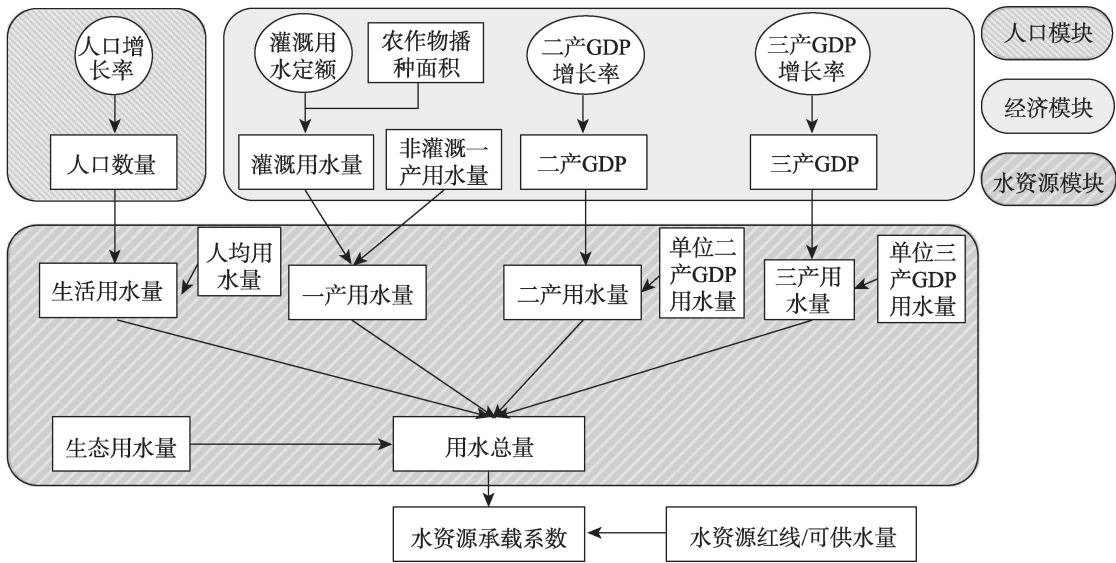 人口增
长率
灌溉用
水定额
农作物播
种面积
二产GDP
增长率
三产GDP
增长率
人口模块
经济模块
水资源模块
人口数量
灌溉用水量
非灌溉一
产用水量
二产GDP
三产GDP
生活用水量
人均用
水量
一产用水量
二产用水量
单位二
产GDP
用水量
三产用
水量
单位三
产GDP
用水量
生态用水量
用水总量
水资源承载系数
水资源红线/可供水量